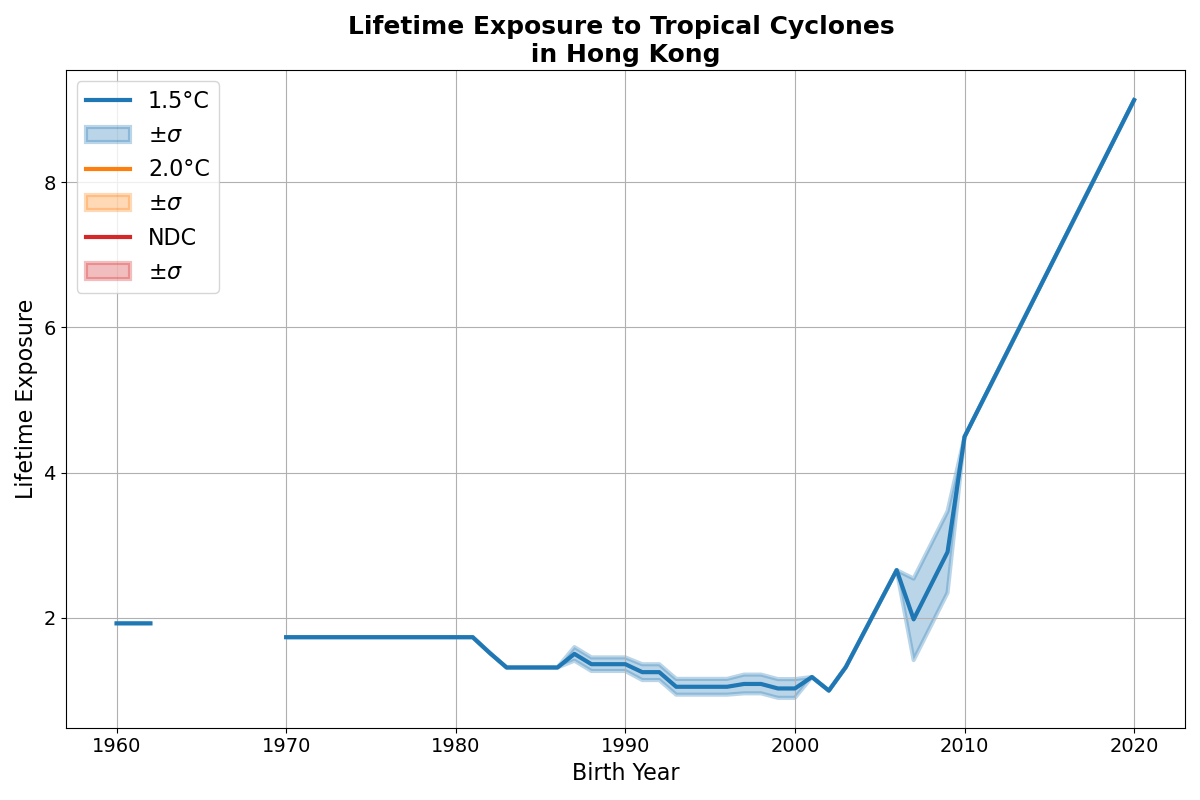 Lifetime Exposure to Tropical Cyclones
in Hong Kong
1.5°C
±σ
2.0°C
±σ
NDC
±σ
Lifetime Exposure
8
6
4
2
1960 1970 1980 1990 2000 2010 2020
Birth Year